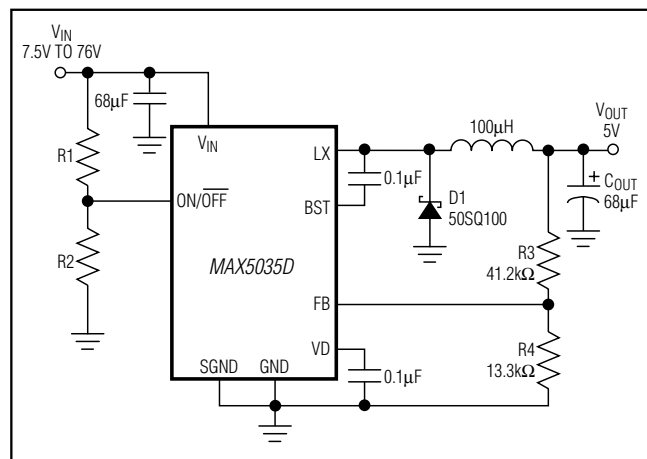 VIN
7.5V TO 76V
68μF
R1
R2
VIN
ON/OFF
LX
BST
MAX5035D
FB
VD
SGND
GND
0.1μF
0.1μF
D1
50SQ100
100μH
VOUT
5V
+
COUT
68μF
R3
41.2kΩ
R4
13.3kΩ